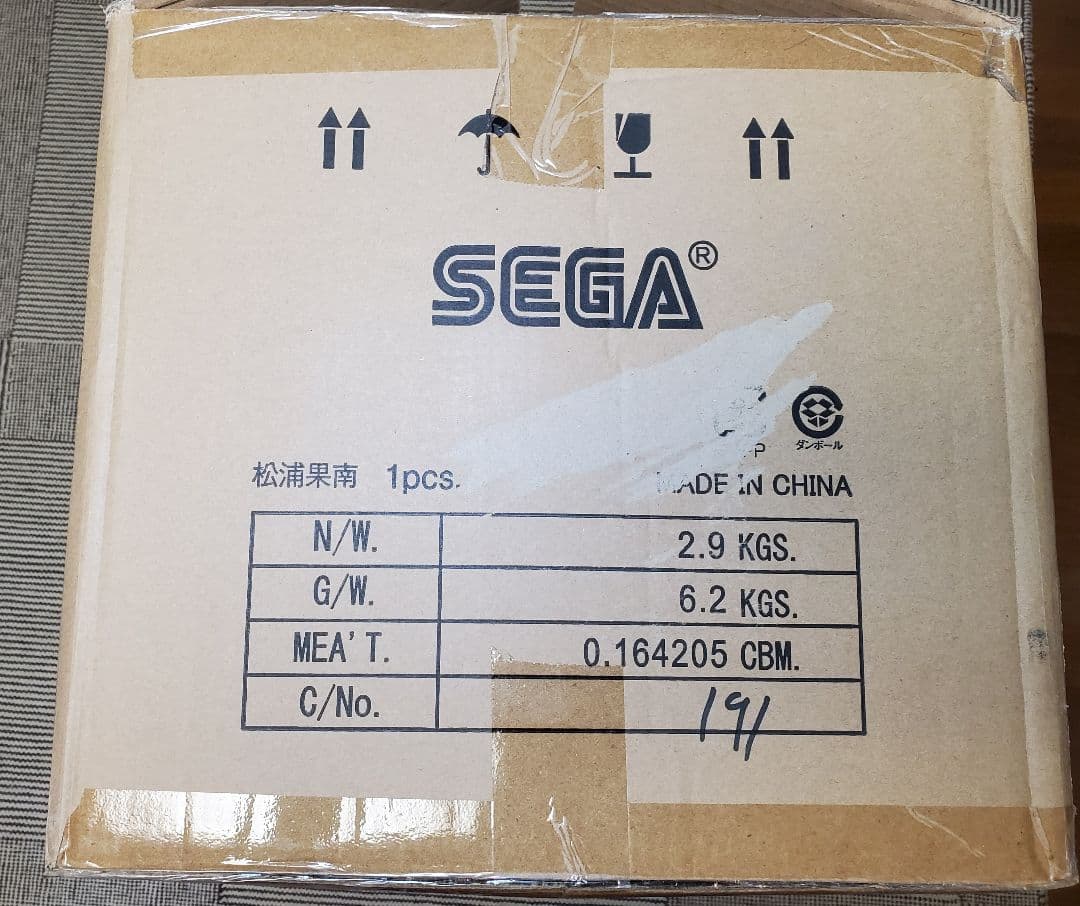 SEGA®
ダンボール
松浦果南 1pcs. MADE IN CHINA
N/W. 2.9 KGS.
G/W. 6.2 KGS.
MEA'T. 0.164205 CBM.
C/No. 191